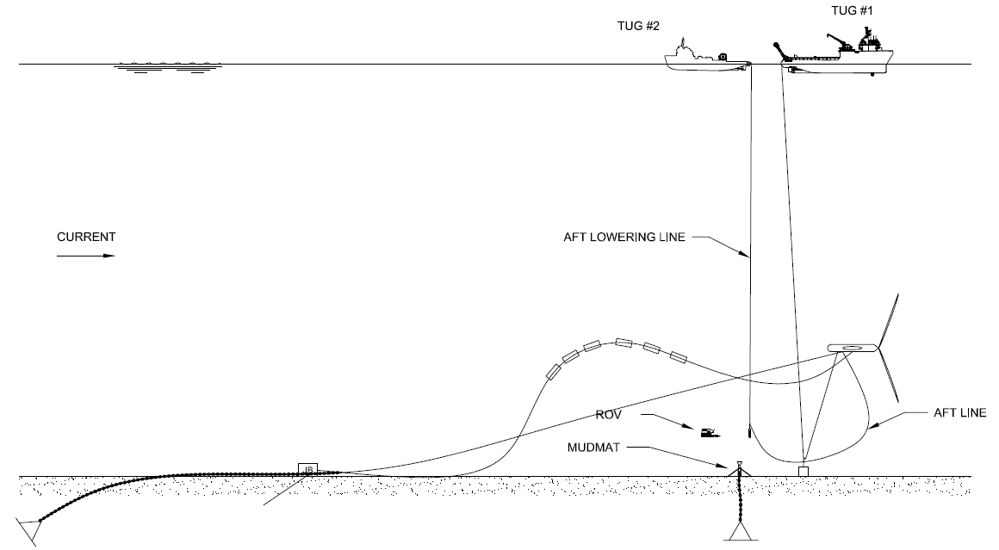 TUG #1
TUG #2
CURRENT
AFT LOWERING LINE
ROV
AFT LINE
MUDMAT
JB